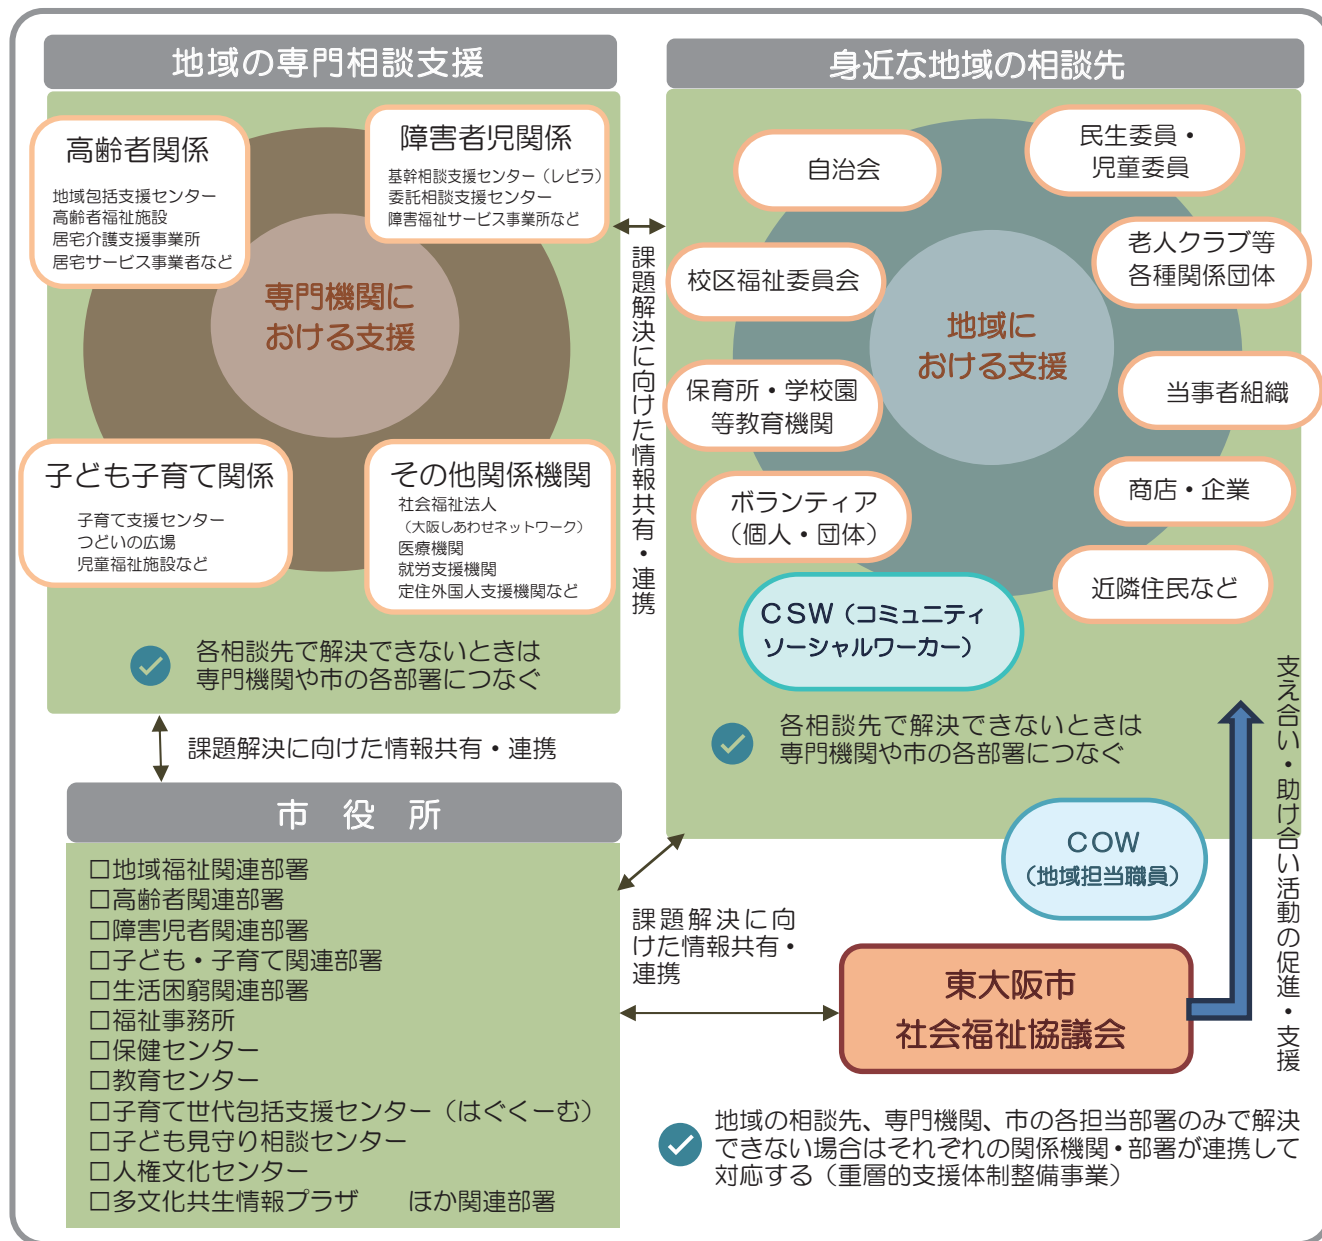 地域の専門相談支援
高齢者関係
地域包括支援センター
高齢者福祉施設
居宅介護支援事業所
居宅サービス事業者など
障害者児関係
基幹相談支援センター（レピラ）
委託相談支援センター
障害福祉サービス事業所など
専門機関に
おける支援
子ども子育て関係
子育て支援センター
つどいの広場
児童福祉施設など
その他関係機関
社会福祉法人
（大阪しあわせネットワーク）
医療機関
就労支援機関
定住外国人支援機関など
各相談先で解決できないときは
専門機関や市の各部署につなぐ
課題解決に向けた情報共有・連携
身近な地域の相談先
自治会
民生委員・
児童委員
校区福祉委員会
老人クラブ等
各種関係団体
地域に
おける支援
保育所・学校園
等教育機関
当事者組織
ボランティア
（個人・団体）
商店・企業
近隣住民など
CSW（コミュニティ
ソーシャルワーカー）
各相談先で解決できないときは
専門機関や市の各部署につなぐ
支え合い・助け合い活動の促進・支援
課題解決に向けた情報共有・連携
市　役　所
□地域福祉関連部署
□高齢者関連部署
□障害児者関連部署
□子ども・子育て関連部署
□生活困窮関連部署
□福祉事務所
□保健センター
□教育センター
□子育て世代包括支援センター（はぐくーむ）
□子ども見守り相談センター
□人権文化センター
□多文化共生情報プラザ　　ほか関連部署
課題解決に向
けた情報共有・
連携
COW
（地域担当職員）
東大阪市
社会福祉協議会
地域の相談先、専門機関、市の各担当部署のみで解決
できない場合はそれぞれの関係機関・部署が連携して
対応する（重層的支援体制整備事業）